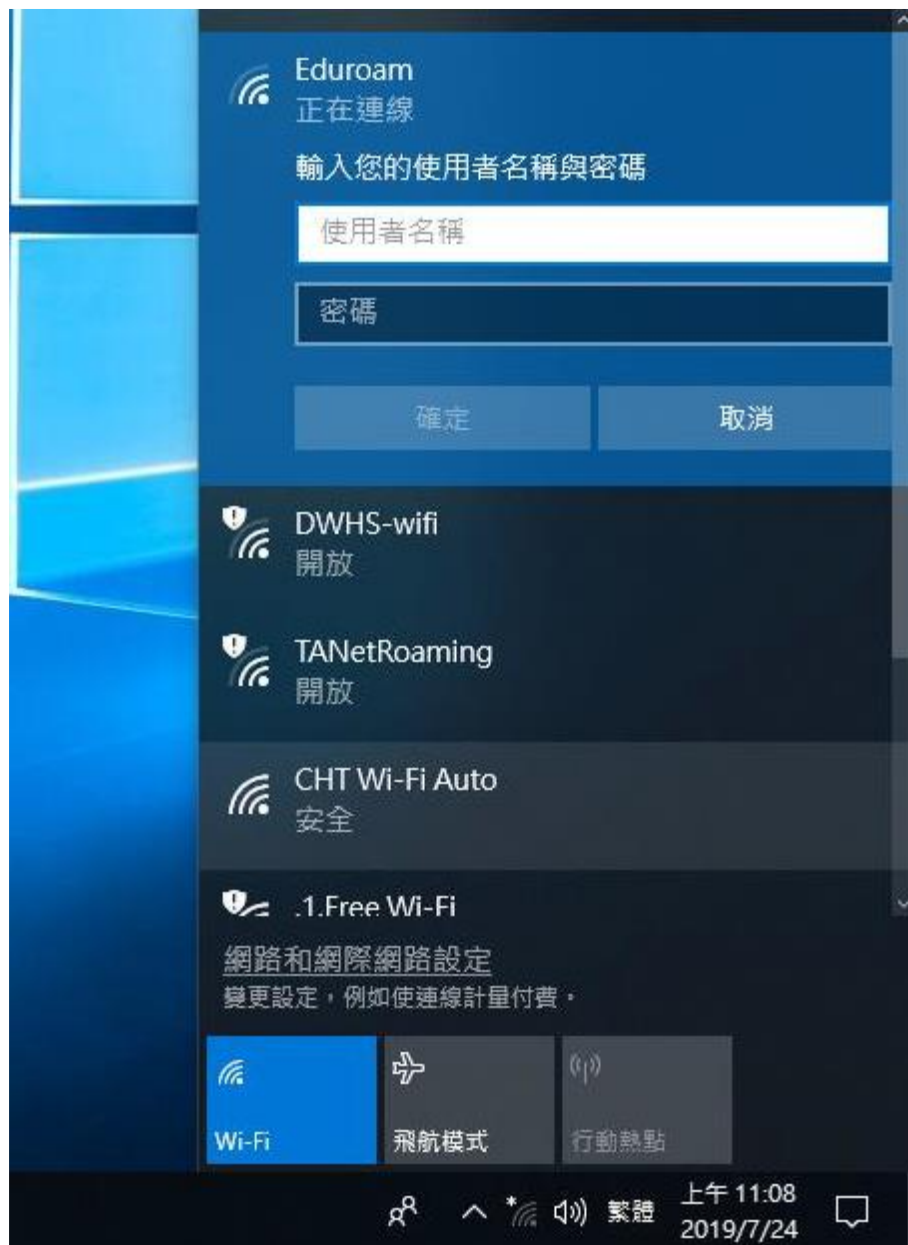 Eduroam
正在連線
輸入您的使用者名稱與密碼
使用者名稱
密碼
確定 取消
DWHS-wifi
開放
TANetRoaming
開放
CHT Wi-Fi Auto
安全
.1.Free Wi-Fi
網路和網際網路設定
變更設定，例如使連線計量付費。
Wi-Fi 飛航模式 行動熱點
繁體 上午 11:08
2019/7/24